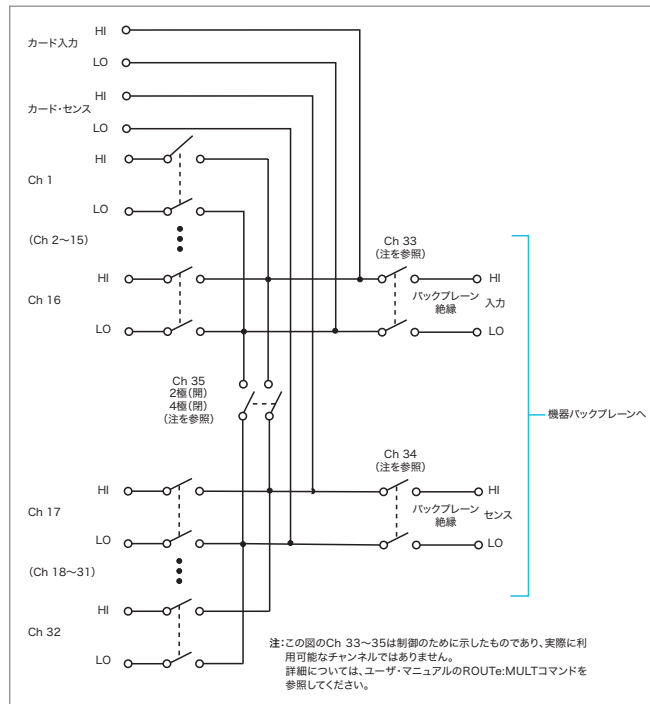 カード入力
HI
LO
カード・センス
HI
LO
Ch 1
HI
LO
(Ch 2～15)
Ch 16
HI
LO
Ch 33
(注を参照)
HI
バックプレーン
絶縁
入力
LO
Ch 35
2極(開)
4極(閉)
(注を参照)
機器バックプレーンへ
Ch 34
(注を参照)
Ch 17
HI
LO
HI
バックプレーン
絶縁
センス
LO
(Ch 18～31)
Ch 32
HI
LO
注:この図のCh 33～35は制御のために示したものであり、実際に利
用可能なチャンネルではありません。
詳細については、ユーザ・マニュアルのROUTe:MULTコマンドを
参照してください。